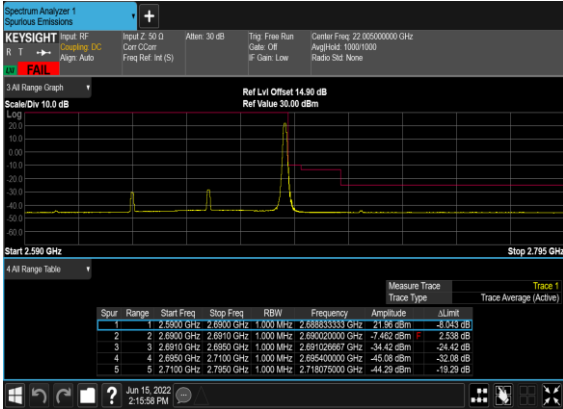 Spectrum Analyzer 1
Spurious Emissions
+
KEYSIGHT Input: RF Input Z: 50 Ω Atten: 30 dB Trig: Free Run Center Freq: 22.005000000 GHz
R T Coupling: DC Corr CCorr Gate: Off Avg|Hold: 1000/1000
Align: Auto Freq Ref: Int (S) IF Gain: Low Radio Std: None
LW FAIL
3 All Range Graph
Ref Lvl Offset 14.90 dB
Scale/Div 10.0 dB Ref Value 30.00 dBm
Log
20.0
10.0
0.00
-10.0
-20.0
-30.0
-40.0
-50.0
-60.0
Start 2.590 GHz Stop 2.795 GHz
4 All Range Table
Measure Trace Trace 1
Trace Type Trace Average (Active)
Spur Range Start Freq Stop Freq RBW Frequency Amplitude ΔLimit
1 1 2.5900 GHz 2.6900 GHz 1.000 MHz 2.688833333 GHz 21.96 dBm -8.043 dB
2 2 2.6900 GHz 2.6910 GHz 1.000 MHz 2.690020000 GHz -7.462 dBm F 2.538 dB
3 3 2.6910 GHz 2.6950 GHz 1.000 MHz 2.691026667 GHz -34.42 dBm -24.42 dB
4 4 2.6950 GHz 2.7100 GHz 1.000 MHz 2.695400000 GHz -45.08 dBm -32.08 dB
5 5 2.7100 GHz 2.7950 GHz 1.000 MHz 2.718075000 GHz -44.29 dBm -19.29 dB
? Jun 15, 2022
2:15:58 PM